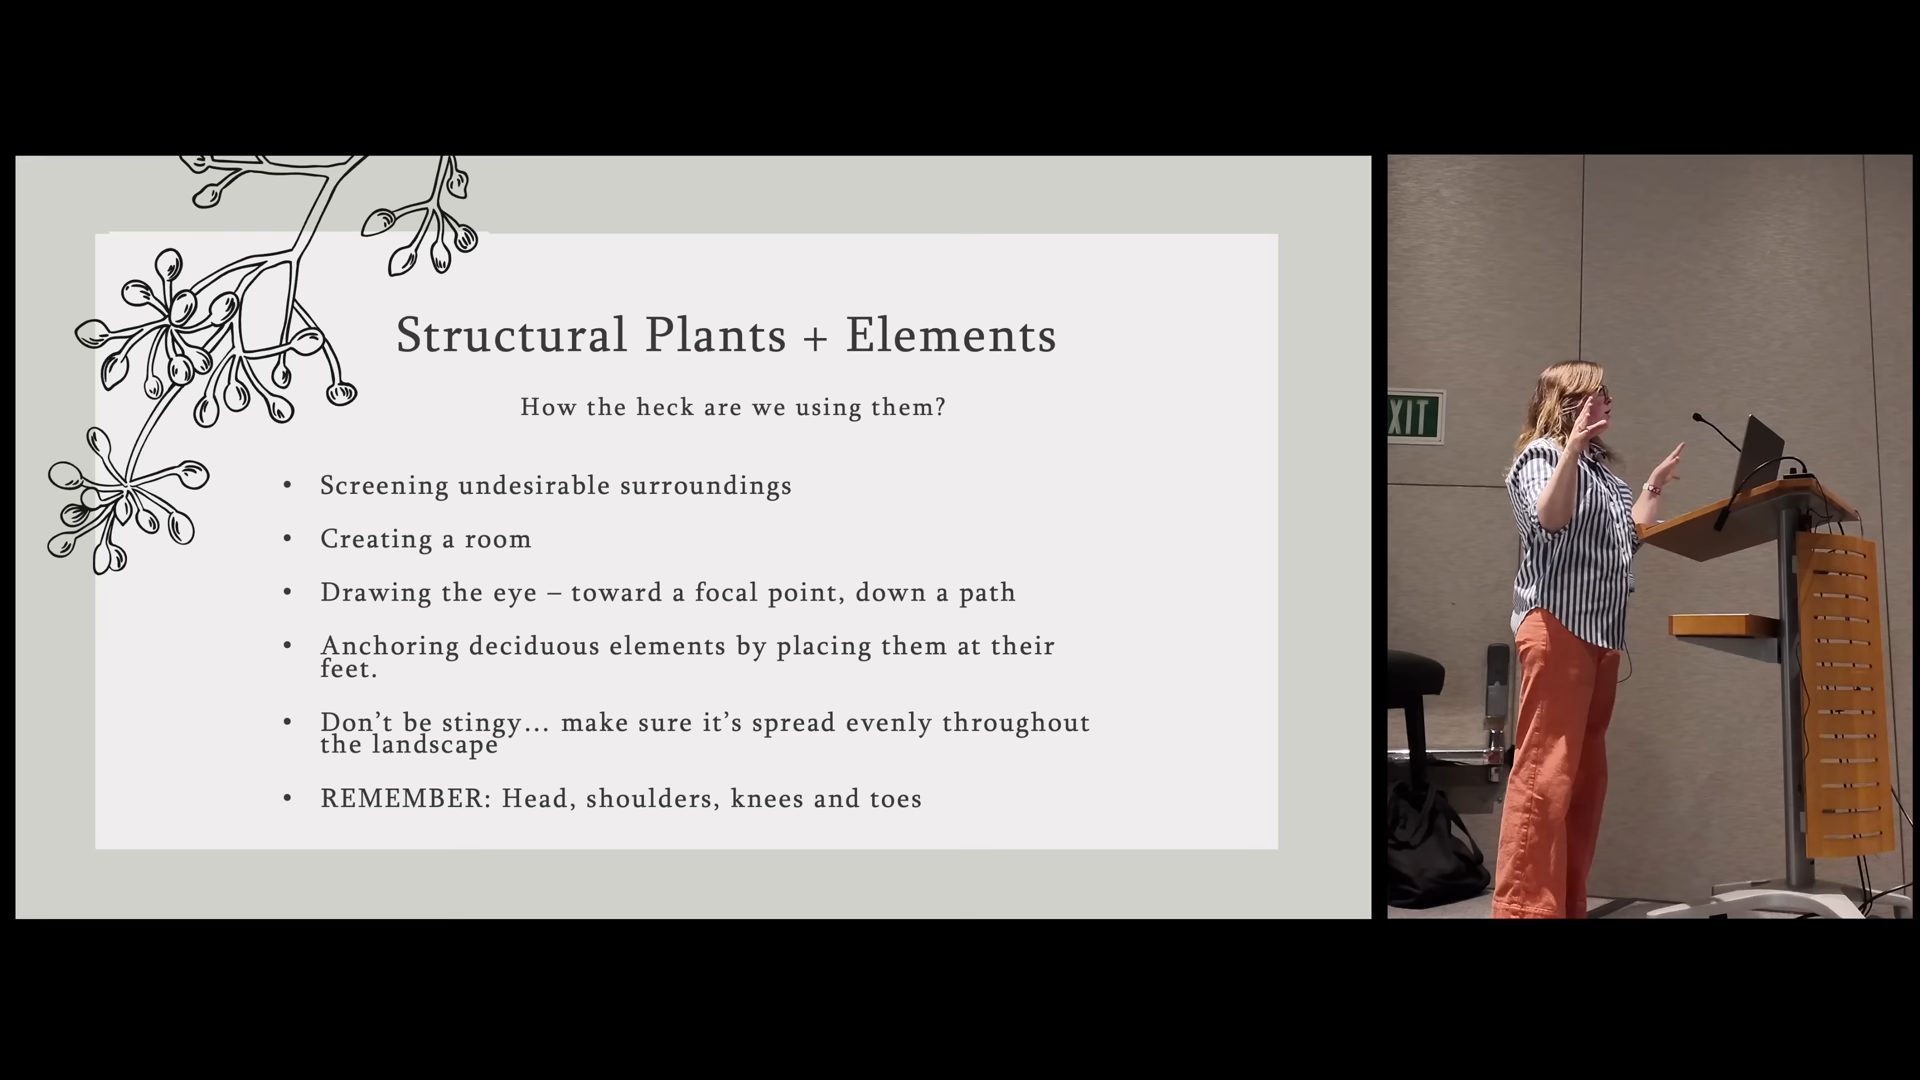 Structural Plants + Elements
How the heck are we using them?
• Screening undesirable surroundings
• Creating a room
• Drawing the eye – toward a focal point, down a path
• Anchoring deciduous elements by placing them at their
feet.
• Don’t be stingy... make sure it’s spread evenly throughout
the landscape
• REMEMBER: Head, shoulders, knees and toes
XIT